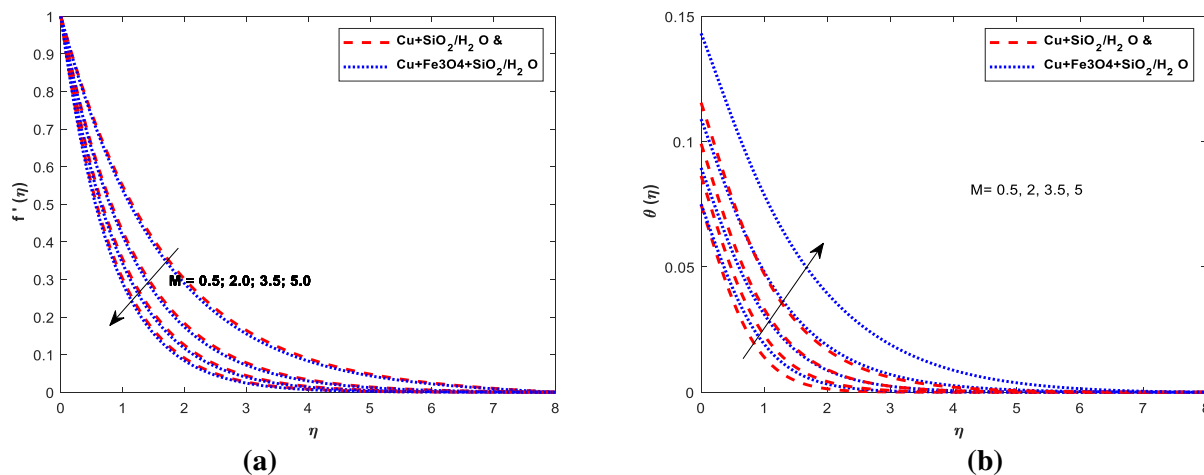 1
0.9
0.8
0.7
0.6
0.5
0.4
0.3
0.2
0.1
0
f ' (η)
Cu+SiO₂/H₂ O &
Cu+Fe3O4+SiO₂/H₂ O
M = 0.5; 2.0; 3.5; 5.0
0 1 2 3 4 5 6 7 8
η
(a)
0.15
0.1
0.05
0
θ (η)
Cu+SiO₂/H₂ O &
Cu+Fe3O4+SiO₂/H₂ O
M= 0.5, 2, 3.5, 5
0 1 2 3 4 5 6 7 8
η
(b)